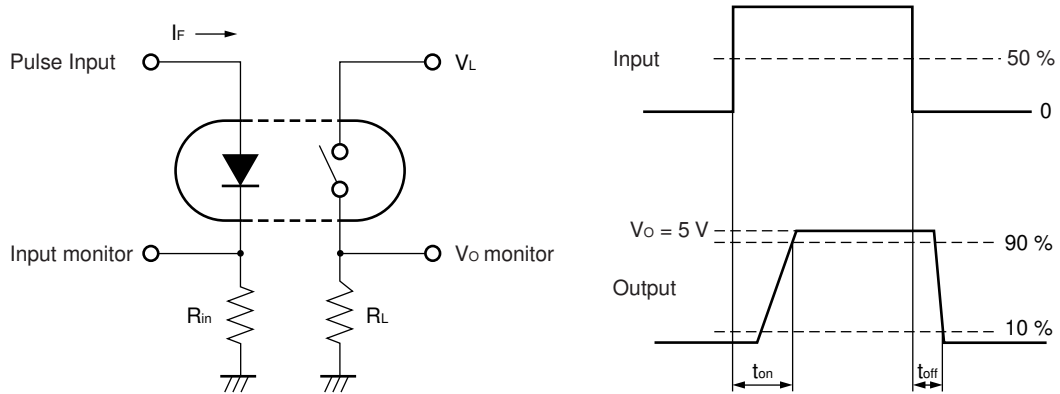 IF
Pulse Input
VL
Input monitor
VO monitor
Rin
RL
Input
50 %
0
VO = 5 V
90 %
Output
10 %
ton
toff